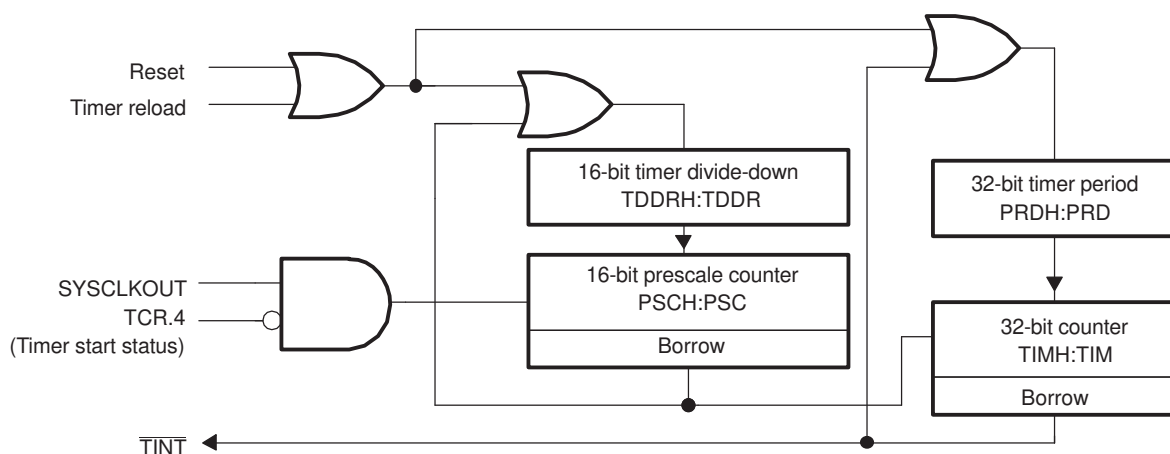 Reset
Timer reload
16-bit timer divide-down
TDDRH:TDDR
32-bit timer period
PRDH:PRD
SYSCLKOUT
TCR.4
(Timer start status)
16-bit prescale counter
PSCH:PSC
Borrow
32-bit counter
TIMH:TIM
Borrow
TINT